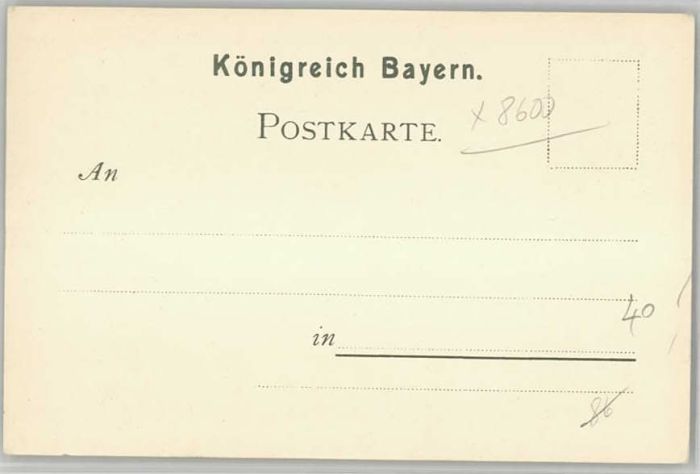 Königreich Bayern.
x 8600
POSTKARTE.
An
40
in
86